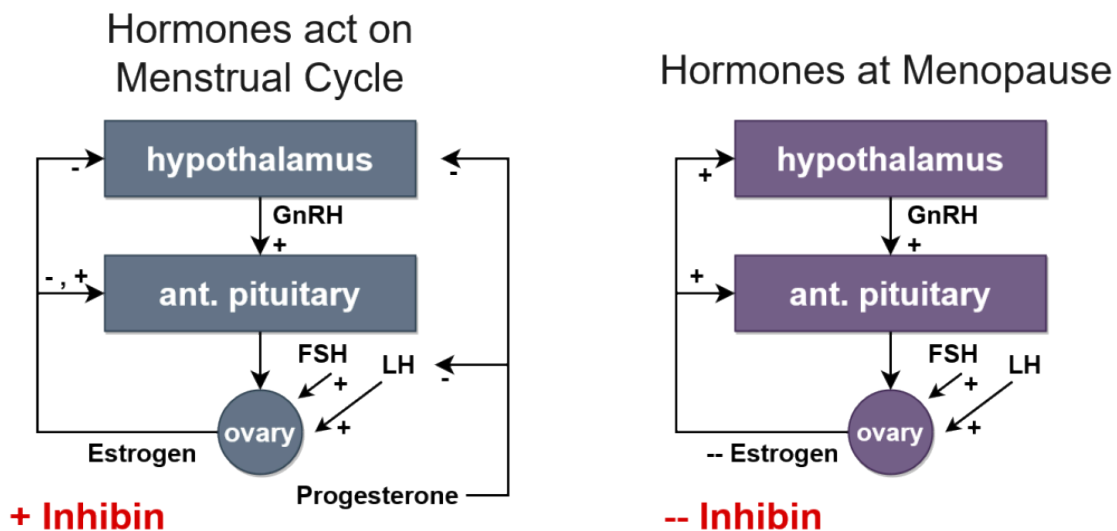 Hormones act on
Menstrual Cycle
hypothalamus
-
-
GnRH
+
- , +
ant. pituitary
FSH
LH
+
-
+
ovary
Estrogen
Progesterone
+ Inhibin
Hormones at Menopause
hypothalamus
+
GnRH
+
+
ant. pituitary
FSH
LH
+
+
ovary
-- Estrogen
-- Inhibin